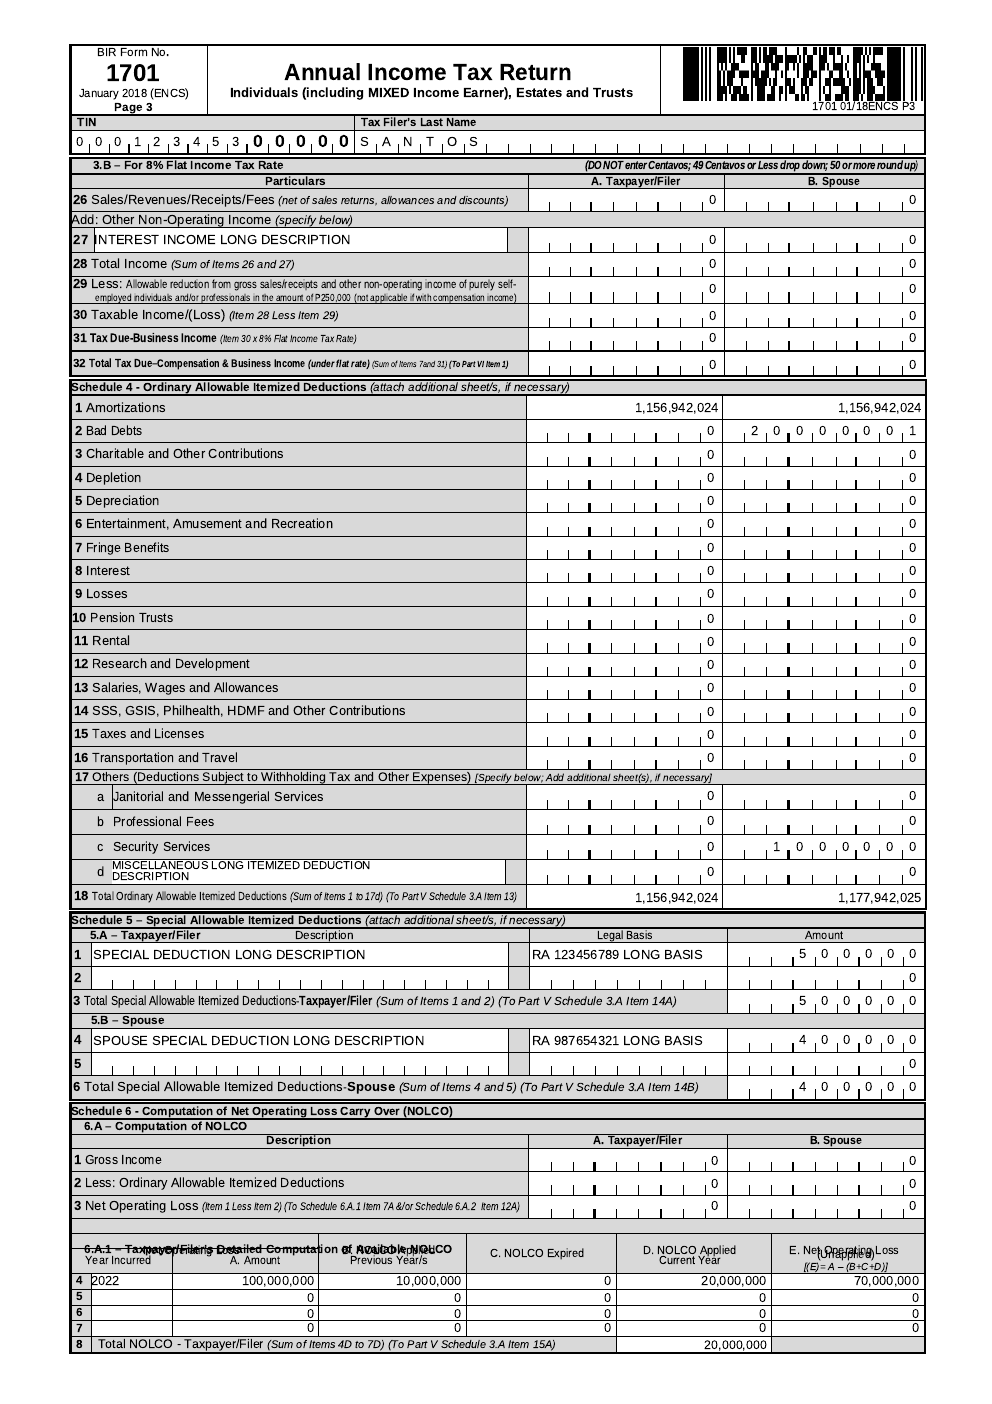 BIR Form No.
1701
January 2018 (ENCS)
Page 3
Annual Income Tax Return
Individuals (including MIXED Income Earner), Estates and Trusts
1701 01/18ENCS P3
TIN Tax Filer's Last Name
0 0 0 1 2 3 4 5 3 0 0 0 0 0 S A N T O S
3.B – For 8% Flat Income Tax Rate (DO NOT enter Centavos; 49 Centavos or Less drop down; 50 or more round up)
Particulars A. Taxpayer/Filer B. Spouse
26 Sales/Revenues/Receipts/Fees (net of sales returns, allowances and discounts) 0 0
Add: Other Non-Operating Income (specify below)
27 INTEREST INCOME LONG DESCRIPTION 0 0
28 Total Income (Sum of Items 26 and 27) 0 0
29 Less: Allowable reduction from gross sales/receipts and other non-operating income of purely self-
employed individuals and/or professionals in the amount of P250,000 (not applicable if with compensation income) 0 0
30 Taxable Income/(Loss) (Item 28 Less Item 29) 0 0
31 Tax Due-Business Income (Item 30 x 8% Flat Income Tax Rate) 0 0
32 Total Tax Due–Compensation & Business Income (under flat rate) (Sum of Items 7and 31) (To Part VI Item 1) 0 0
Schedule 4 - Ordinary Allowable Itemized Deductions (attach additional sheet/s, if necessary)
1 Amortizations 1,156,942,024 1,156,942,024
2 Bad Debts 0 2 0 0 0 0 0 0 1
3 Charitable and Other Contributions 0 0
4 Depletion 0 0
5 Depreciation 0 0
6 Entertainment, Amusement and Recreation 0 0
7 Fringe Benefits 0 0
8 Interest 0 0
9 Losses 0 0
10 Pension Trusts 0 0
11 Rental 0 0
12 Research and Development 0 0
13 Salaries, Wages and Allowances 0 0
14 SSS, GSIS, Philhealth, HDMF and Other Contributions 0 0
15 Taxes and Licenses 0 0
16 Transportation and Travel 0 0
17 Others (Deductions Subject to Withholding Tax and Other Expenses) [Specify below; Add additional sheet(s), if necessary]
a Janitorial and Messengerial Services 0 0
b Professional Fees 0 0
c Security Services 0 1 0 0 0 0 0 0
d MISCELLANEOUS LONG ITEMIZED DEDUCTION
DESCRIPTION 0 0
18 Total Ordinary Allowable Itemized Deductions (Sum of Items 1 to 17d) (To Part V Schedule 3.A Item 13) 1,156,942,024 1,177,942,025
Schedule 5 – Special Allowable Itemized Deductions (attach additional sheet/s, if necessary)
5.A – Taxpayer/Filer Description Legal Basis Amount
1 SPECIAL DEDUCTION LONG DESCRIPTION RA 123456789 LONG BASIS 5 0 0 0 0 0
2 0
3 Total Special Allowable Itemized Deductions-Taxpayer/Filer (Sum of Items 1 and 2) (To Part V Schedule 3.A Item 14A) 5 0 0 0 0 0
5.B – Spouse
4 SPOUSE SPECIAL DEDUCTION LONG DESCRIPTION RA 987654321 LONG BASIS 4 0 0 0 0 0
5 0
6 Total Special Allowable Itemized Deductions-Spouse (Sum of Items 4 and 5) (To Part V Schedule 3.A Item 14B) 4 0 0 0 0 0
Schedule 6 - Computation of Net Operating Loss Carry Over (NOLCO)
6.A – Computation of NOLCO
Description A. Taxpayer/Filer B. Spouse
1 Gross Income 0 0
2 Less: Ordinary Allowable Itemized Deductions 0 0
3 Net Operating Loss (Item 1 Less Item 2) (To Schedule 6.A.1 Item 7A &/or Schedule 6.A.2 Item 12A) 0 0
6.A.1 – Taxpayer/Filer's Detailed Computation of Available NOLCO
Net Operating Loss B. NOLCO Applied C. NOLCO Expired D. NOLCO Applied E. Net Operating Loss
(Unapplied)
Year Incurred A. Amount Previous Year/s Current Year [(E)= A – (B+C+D)]
4 2022 100,000,000 10,000,000 0 20,000,000 70,000,000
5 0 0 0 0 0
6 0 0 0 0 0
7 0 0 0 0 0
8 Total NOLCO - Taxpayer/Filer (Sum of Items 4D to 7D) (To Part V Schedule 3.A Item 15A) 20,000,000